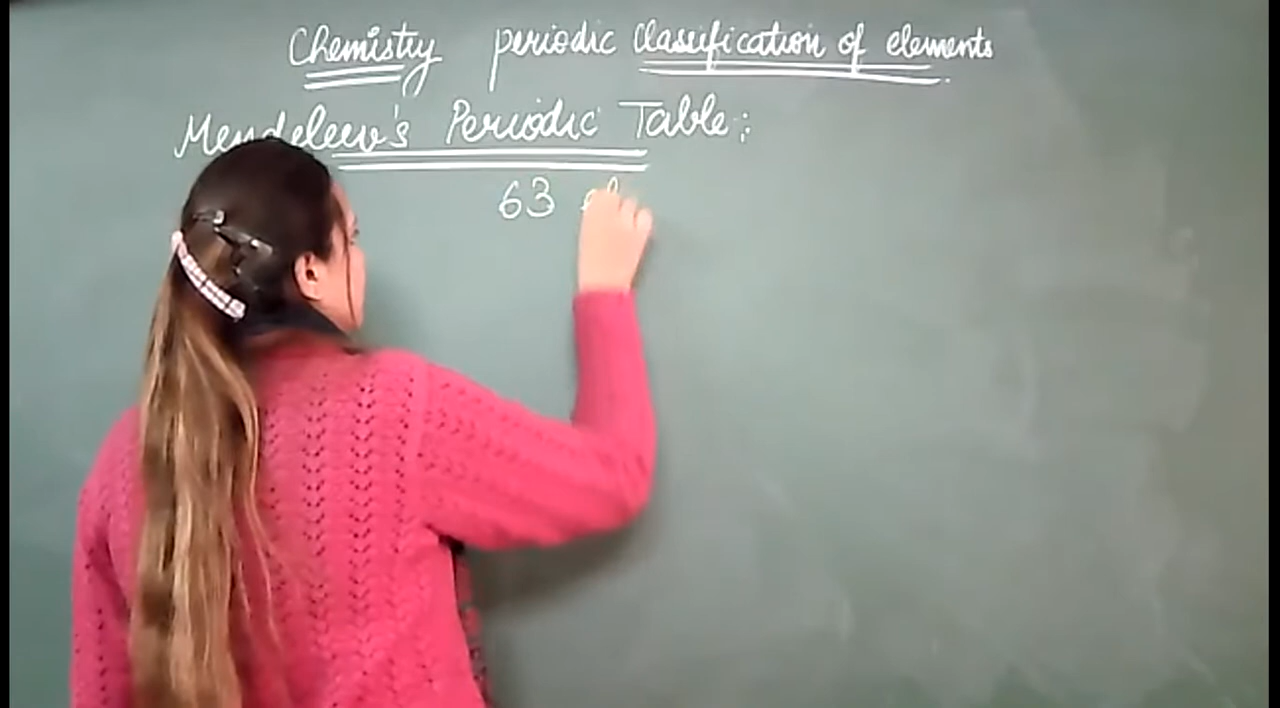 Chemistry periodic classification of elements
Mendeleev's Periodic Table:
63 el